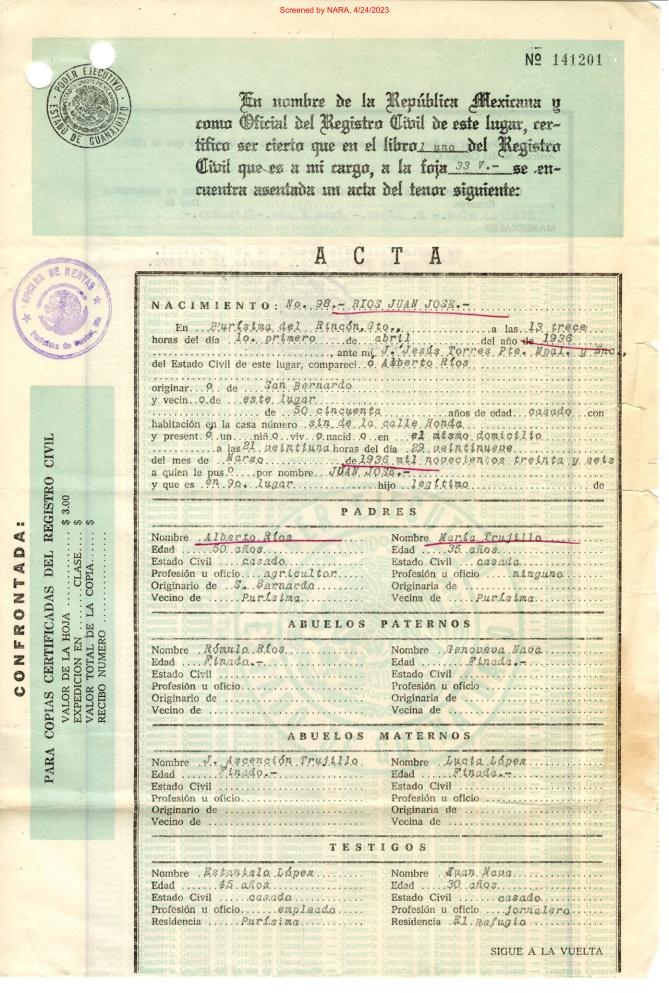 Screened by NARA, 4/24/2023
Nº 141201
PODER EJECUTIVO
ESTADO DE GUANAJUATO
En nombre de la República Mexicana y
como Oficial del Registro Civil de este lugar, cer-
tifico ser cierto que en el libro 1 uno del Registro
Civil que es a mi cargo, a la foja 33 V.- se en-
cuentra asentada un acta del tenor siguiente:
ACTA
OFICINA DE RENTAS
NACIMIENTO: No. 98.- RIOS JUAN JOSE.-
En Purísima del Rincón, Gto., a las 13 trece
horas del día 1o. primero de abril del año de 1936
, ante mí J. Jesús Torres Pte. Mpal. y Enc.,
del Estado Civil de este lugar, compareci ó Alberto Ríos
originar o de San Bernardo
y vecin o de este lugar
de 50 cincuenta años de edad casado con
habitación en la casa número sin de la calle Honda
y present ó un niñ o viv o nacid o en el mismo domicilio
a las 21 veintiuna horas del día 29 veintinueve
del mes de Marzo de 1936 mil novecientos treinta y seis
a quien le pus o por nombre JUAN JOSE.-
y que es en 9o. lugar hijo legítimo de
PADRES
Nombre Alberto Ríos Nombre María Trujillo
Edad 50 años Edad 35 años
Estado Civil casado Estado Civil casada
Profesión u oficio agricultor Profesión u oficio ninguno
Originario de S. Bernardo Originaria de
Vecino de Purísima Vecina de Purísima
ABUELOS PATERNOS
Nombre Rómulo Ríos Nombre Genoveva Nava
Edad Finado.- Edad Finada.-
Estado Civil Estado Civil
Profesión u oficio Profesión u oficio
Originario de Originaria de
Vecino de Vecina de
ABUELOS MATERNOS
Nombre J. Ascención Trujillo Nombre Lucia López
Edad Finado.- Edad Finada.-
Estado Civil Estado Civil
Profesión u oficio Profesión u oficio
Originario de Originaria de
Vecino de Vecina de
TESTIGOS
Nombre Estanislo López Nombre Juan Nava
Edad 45 años Edad 30 años
Estado Civil casado Estado Civil casado
Profesión u oficio empleado Profesión u oficio jornalero
Residencia Purísima Residencia El Refugio
SIGUE A LA VUELTA
CONFRONTADA:
PARA COPIAS CERTIFICADAS DEL REGISTRO CIVIL
VALOR DE LA HOJA $ 3.00
EXPEDICION EN CLASE. $
VALOR TOTAL DE LA COPIA. $
RECIBO NUMERO